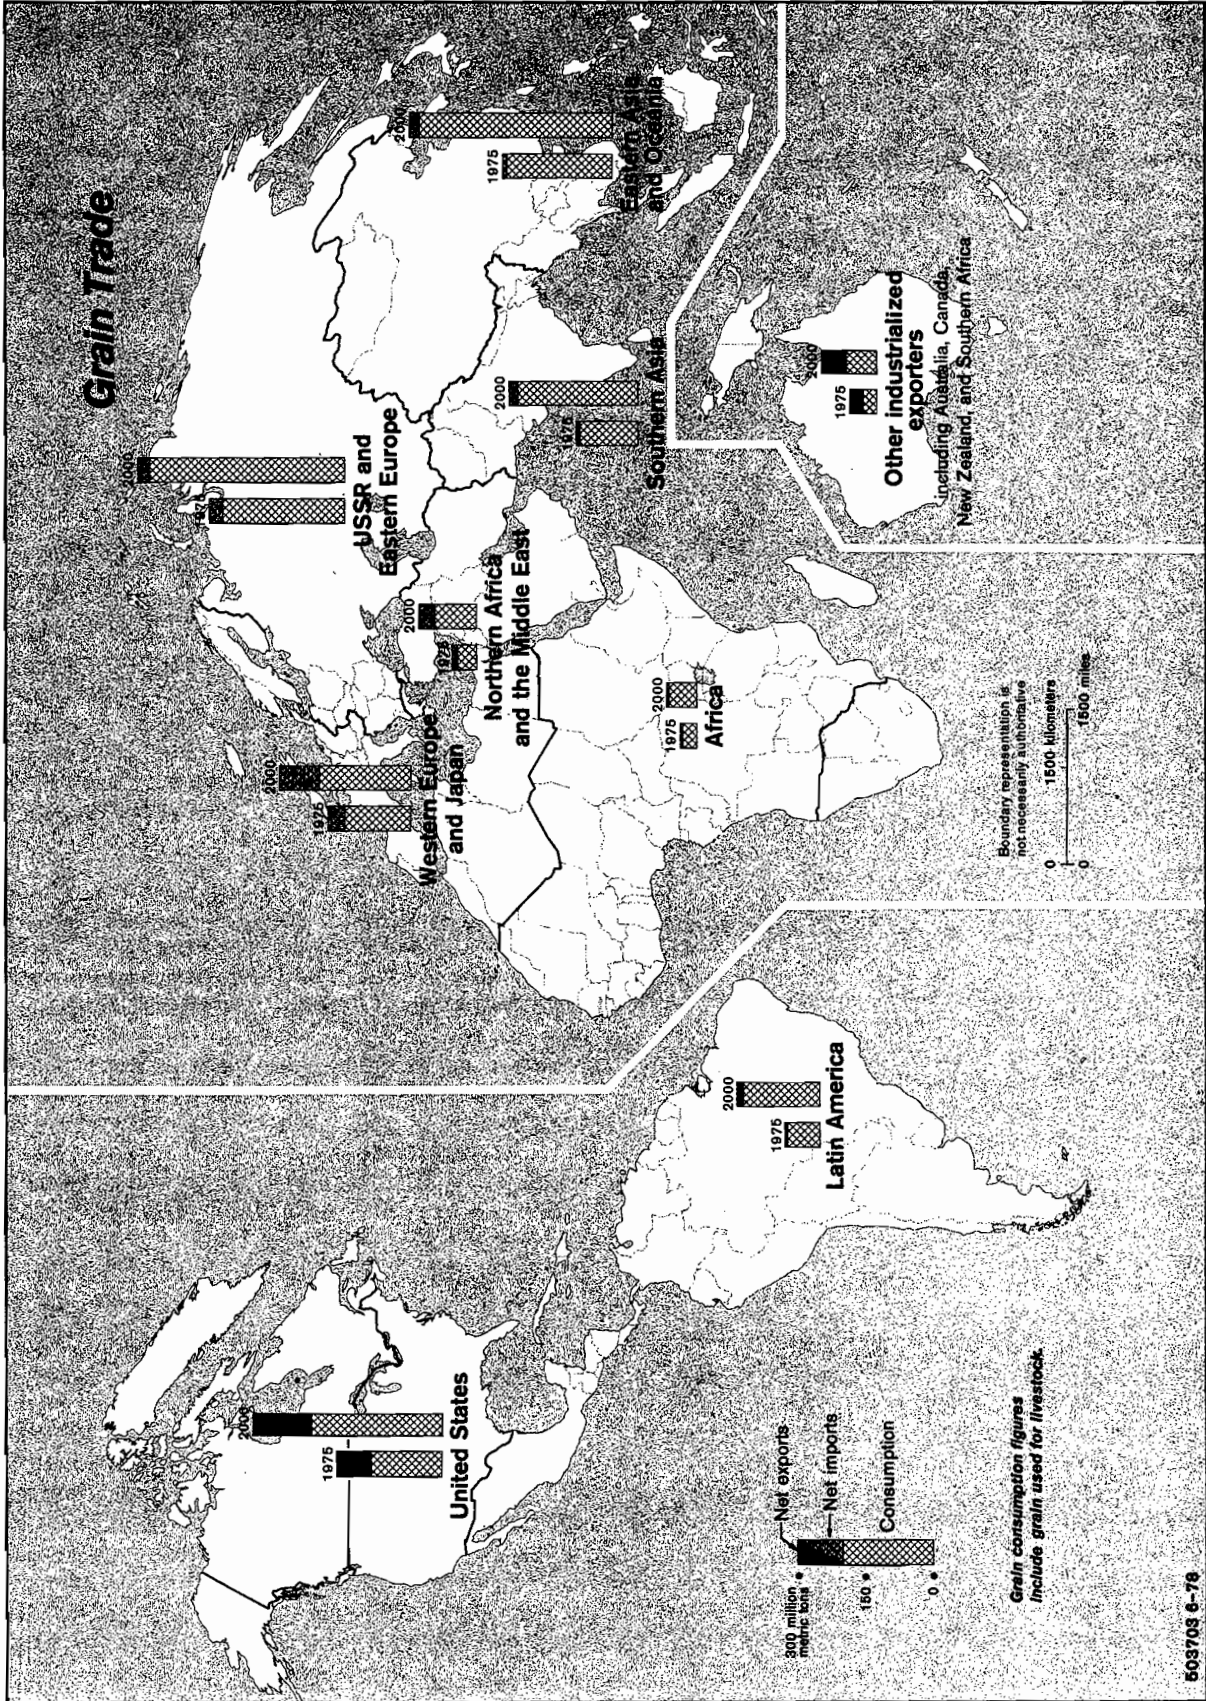 Grain Trade
2000
1975
USSR and
Eastern Europe
2000
1975
Eastern Asia
and Oceania
2000
1975
Western Europe
and Japan
2000
1975
Northern Africa
and the Middle East
2000
1975
Southern Asia
2000
1975
United States
2000
1975
Africa
2000
1975
Latin America
2000
1975
Other industrialized
exporters
including Australia, Canada,
New Zealand, and Southern Africa
300 million
metric tons
150
0
Net exports
Net imports
Consumption
Grain consumption figures
include grain used for livestock.
Boundary representation is
not necessarily authoritative
0 1500 kilometers
0 1500 miles
503703 6-78